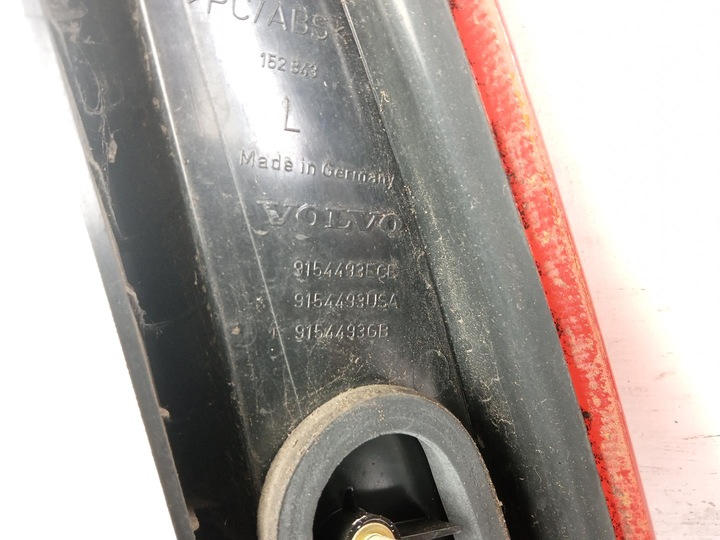 >PC/ABS<
152 843
L
Made in Germany
VOLVO
9154493ECE
9154493USA
9154493GB